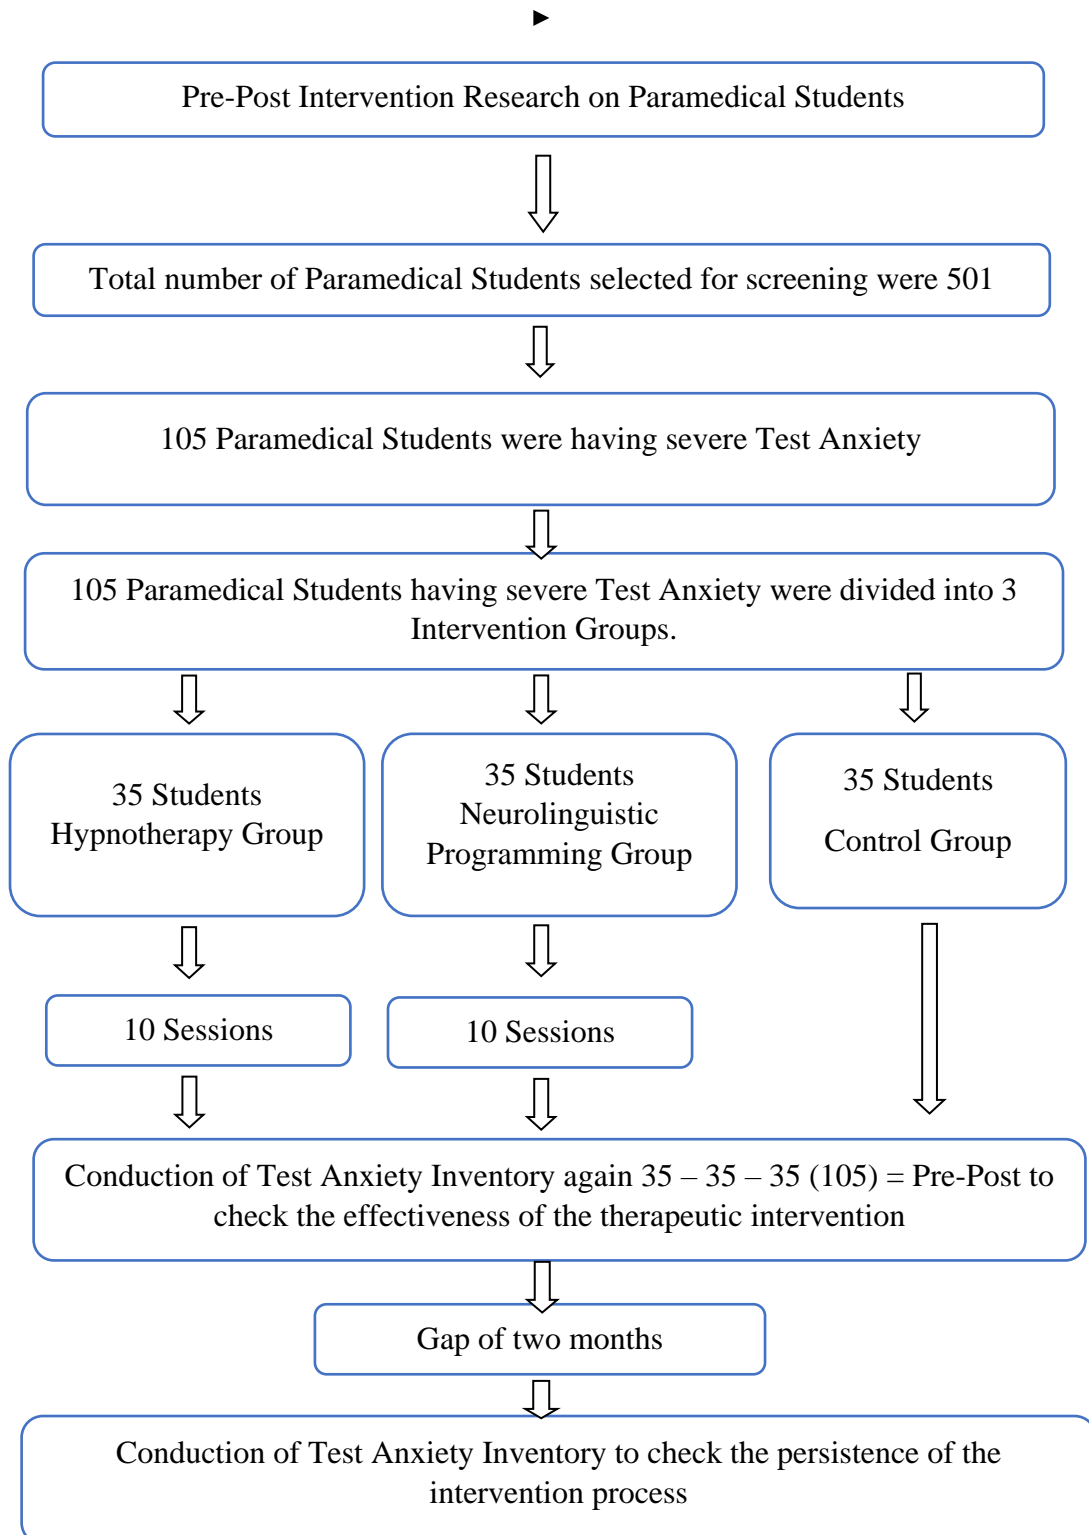 Pre-Post Intervention Research on Paramedical Students
Total number of Paramedical Students selected for screening were 501
105 Paramedical Students were having severe Test Anxiety
105 Paramedical Students having severe Test Anxiety were divided into 3
Intervention Groups.
35 Students
Hypnotherapy Group
35 Students
Neurolinguistic
Programming Group
35 Students
Control Group
10 Sessions
10 Sessions
Conduction of Test Anxiety Inventory again 35 – 35 – 35 (105) = Pre-Post to
check the effectiveness of the therapeutic intervention
Gap of two months
Conduction of Test Anxiety Inventory to check the persistence of the
intervention process